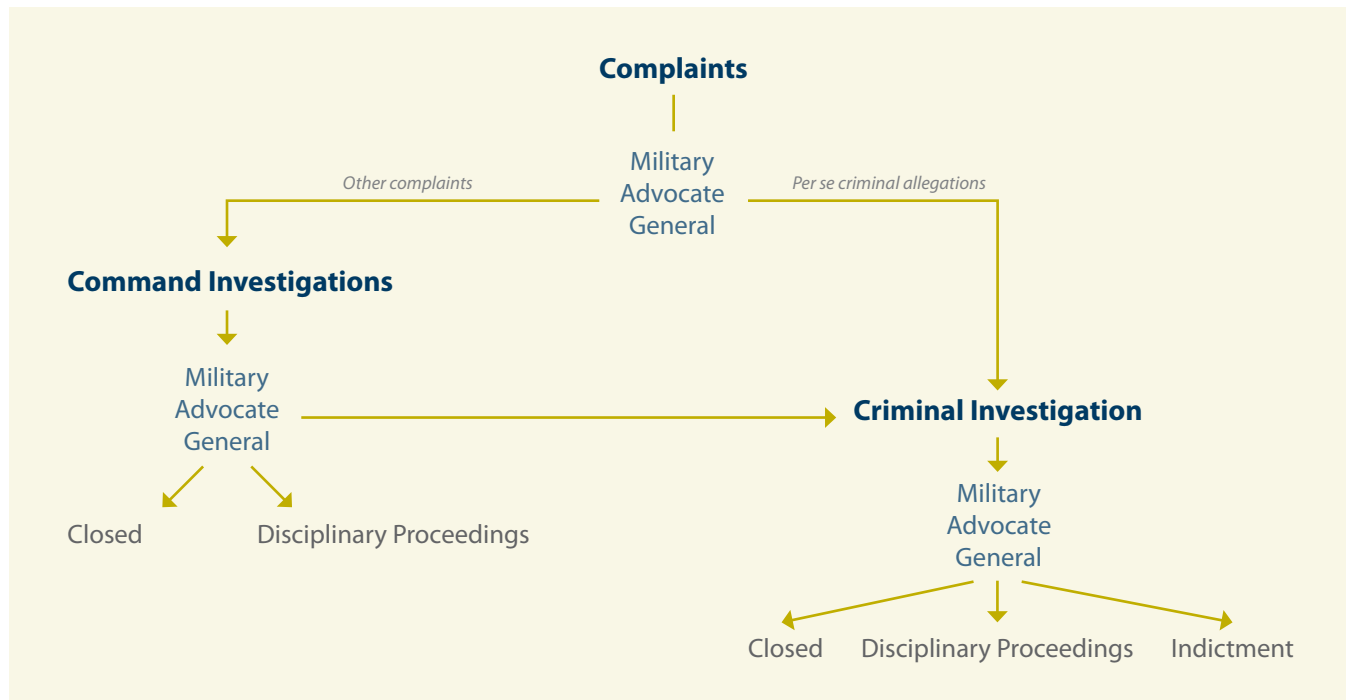 Complaints
Military
Advocate
General
Other complaints
Per se criminal allegations
Command Investigations
Military
Advocate
General
Closed
Disciplinary Proceedings
Criminal Investigation
Military
Advocate
General
Closed
Disciplinary Proceedings
Indictment